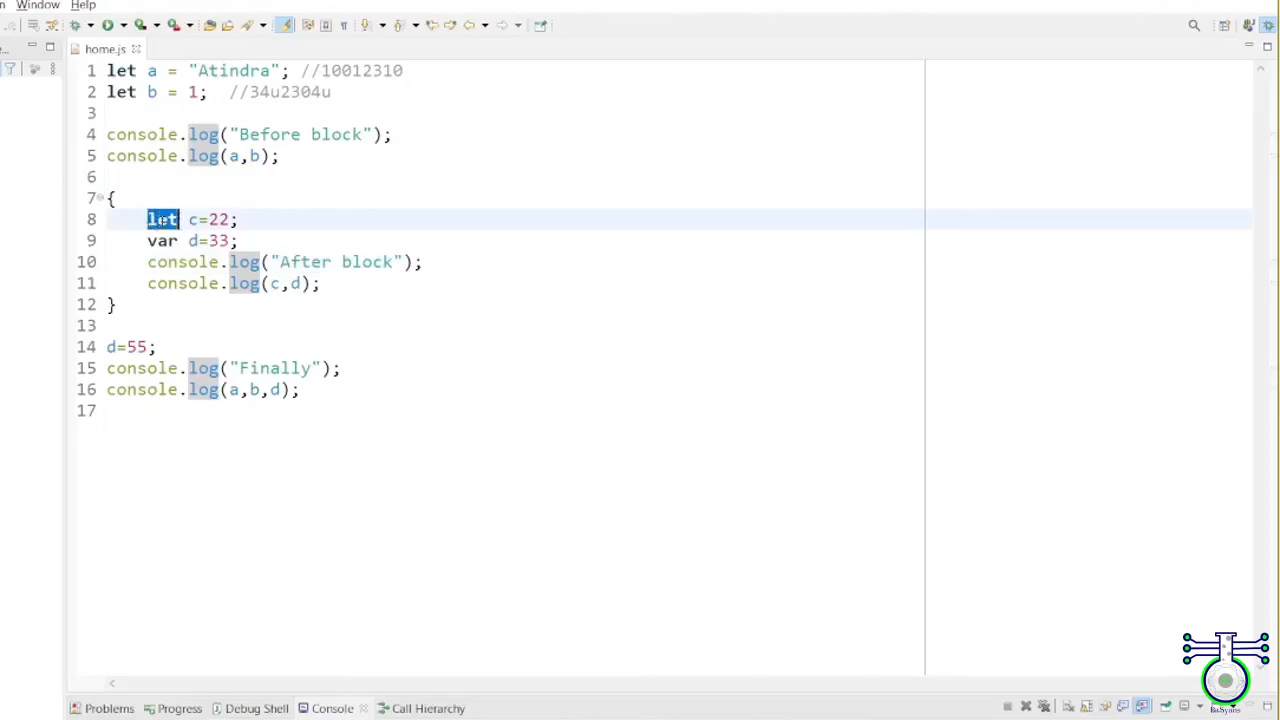 Window Help
home.js
1 let a = "Atindra"; //10012310
2 let b = 1;  //34u2304u
3
4 console.log("Before block");
5 console.log(a,b);
6
7 {
8     let c=22;
9     var d=33;
10     console.log("After block");
11     console.log(c,d);
12 }
13
14 d=55;
15 console.log("Finally");
16 console.log(a,b,d);
17
Problems Progress Debug Shell Console Call Hierarchy